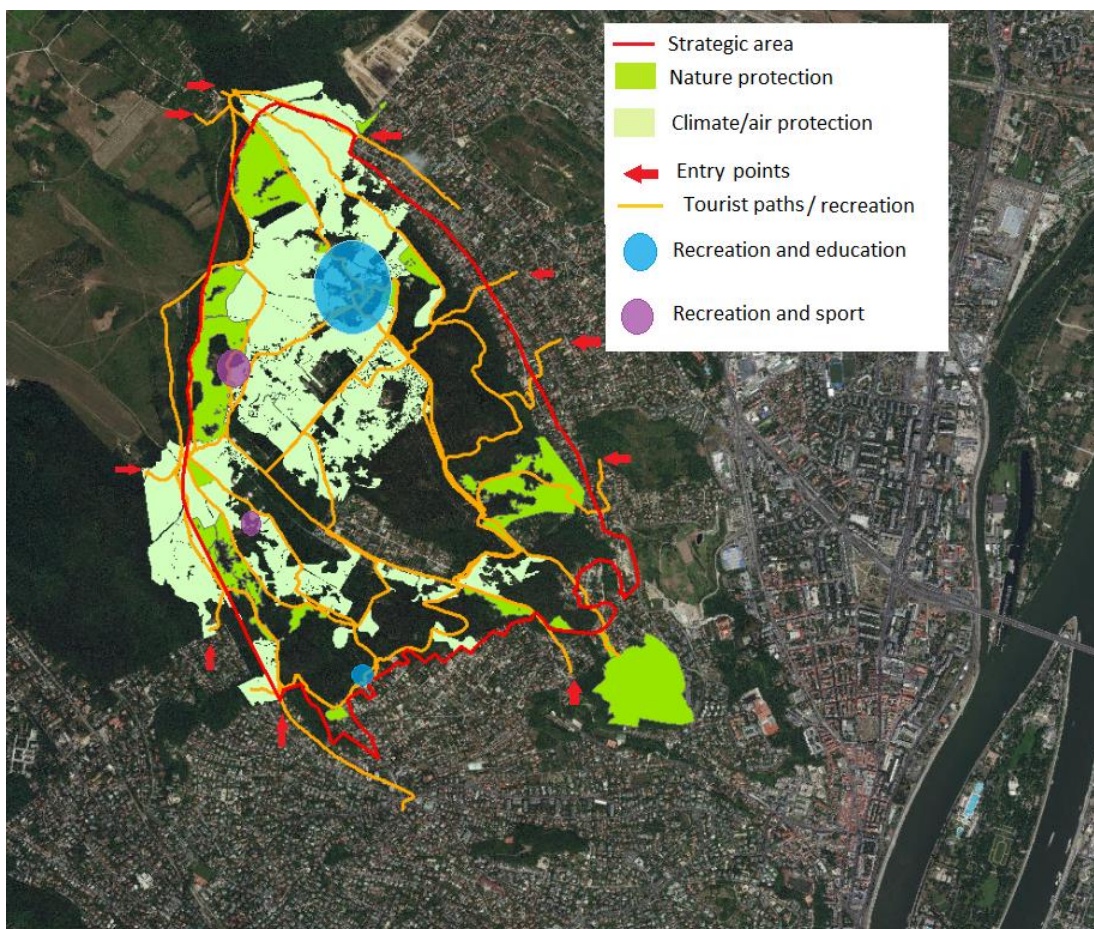 Strategic area
Nature protection
Climate/air protection
Entry points
Tourist paths/ recreation
Recreation and education
Recreation and sport